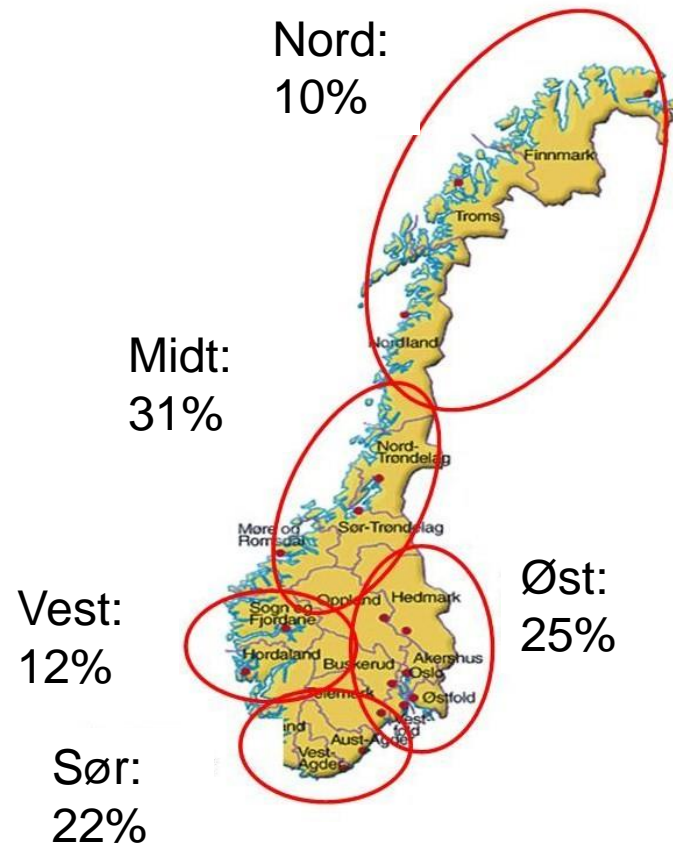 Nord:
10%
Finnmark
Troms
Nordland
Midt:
31%
Nord-
Trøndelag
Sør-Trøndelag
Møre og
Romsdal
Øst:
25%
Oppland
Hedmark
Vest:
12%
Sogn og
Fjordane
Hordaland
Buskerud
Akershus
Oslo
Østfold
Telemark
Vest-
fold
Aust-Agder
Vest-
Agder
Sør:
22%